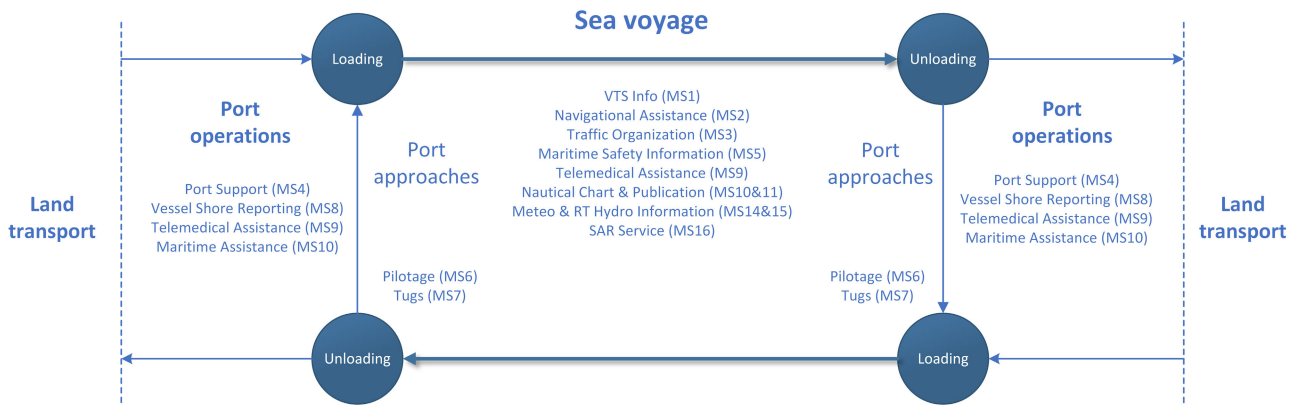 Sea voyage
Loading
Unloading
Port
operations
Port
approaches
VTS Info (MS1)
Navigational Assistance (MS2)
Traffic Organization (MS3)
Maritime Safety Information (MS5)
Telemedical Assistance (MS9)
Nautical Chart & Publication (MS10&11)
Meteo & RT Hydro Information (MS14&15)
SAR Service (MS16)
Port
approaches
Port
operations
Land
transport
Port Support (MS4)
Vessel Shore Reporting (MS8)
Telemedical Assistance (MS9)
Maritime Assistance (MS10)
Port Support (MS4)
Vessel Shore Reporting (MS8)
Telemedical Assistance (MS9)
Maritime Assistance (MS10)
Land
transport
Pilotage (MS6)
Tugs (MS7)
Pilotage (MS6)
Tugs (MS7)
Unloading
Loading